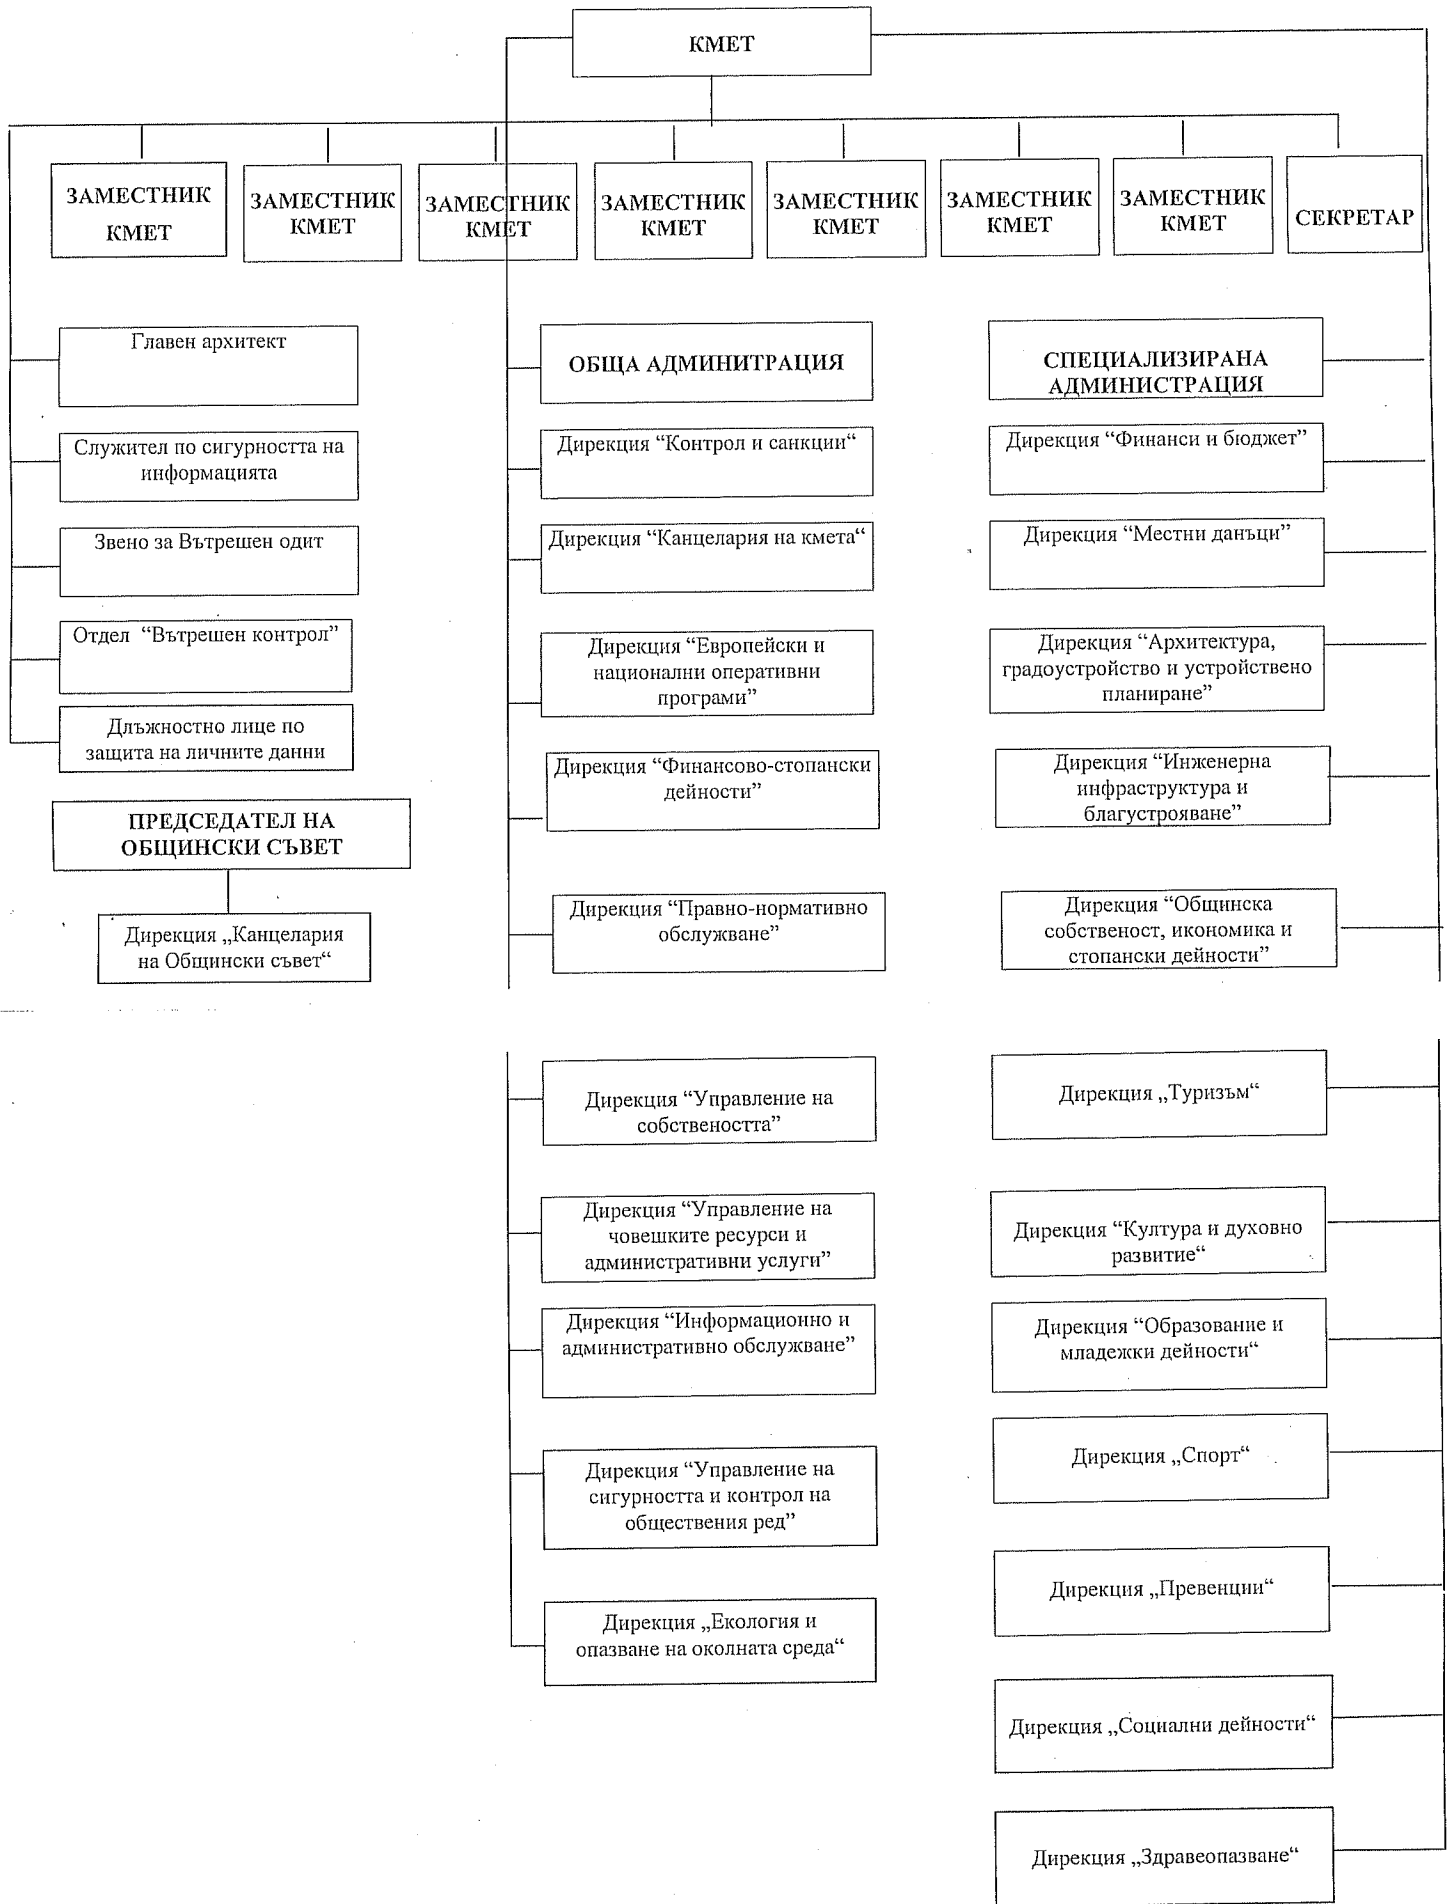 КМЕТ
ЗАМЕСТНИК
КМЕТ
ЗАМЕСТНИК
КМЕТ
ЗАМЕСТНИК
КМЕТ
ЗАМЕСТНИК
КМЕТ
ЗАМЕСТНИК
КМЕТ
ЗАМЕСТНИК
КМЕТ
ЗАМЕСТНИК
КМЕТ
СЕКРЕТАР
Главен архитект
Служител по сигурността на
информацията
Звено за Вътрешен одит
Отдел “Вътрешен контрол”
Длъжностно лице по
защита на личните данни
ПРЕДСЕДАТЕЛ НА
ОБЩИНСКИ СЪВЕТ
Дирекция „Канцелария
на Общински съвет“
ОБЩА АДМИНИТРАЦИЯ
Дирекция “Контрол и санкции“
Дирекция “Канцелария на кмета“
Дирекция “Европейски и
национални оперативни
програми”
Дирекция “Финансово-стопански
дейности”
Дирекция “Правно-нормативно
обслужване”
Дирекция “Управление на
собствеността”
Дирекция “Управление на
човешките ресурси и
административни услуги”
Дирекция “Информационно и
административно обслужване”
Дирекция “Управление на
сигурността и контрол на
обществения ред”
Дирекция „Екология и
опазване на околната среда“
СПЕЦИАЛИЗИРАНА
АДМИНИСТРАЦИЯ
Дирекция “Финанси и бюджет”
Дирекция “Местни данъци”
Дирекция “Архитектура,
градоустройство и устройствено
планиране”
Дирекция “Инженерна
инфраструктура и
благустрояване”
Дирекция “Общинска
собственост, икономика и
стопански дейности”
Дирекция „Туризъм“
Дирекция “Култура и духовно
развитие“
Дирекция “Образование и
младежки дейности“
Дирекция „Спорт“
Дирекция „Превенции“
Дирекция „Социални дейности“
Дирекция „Здравеопазване“